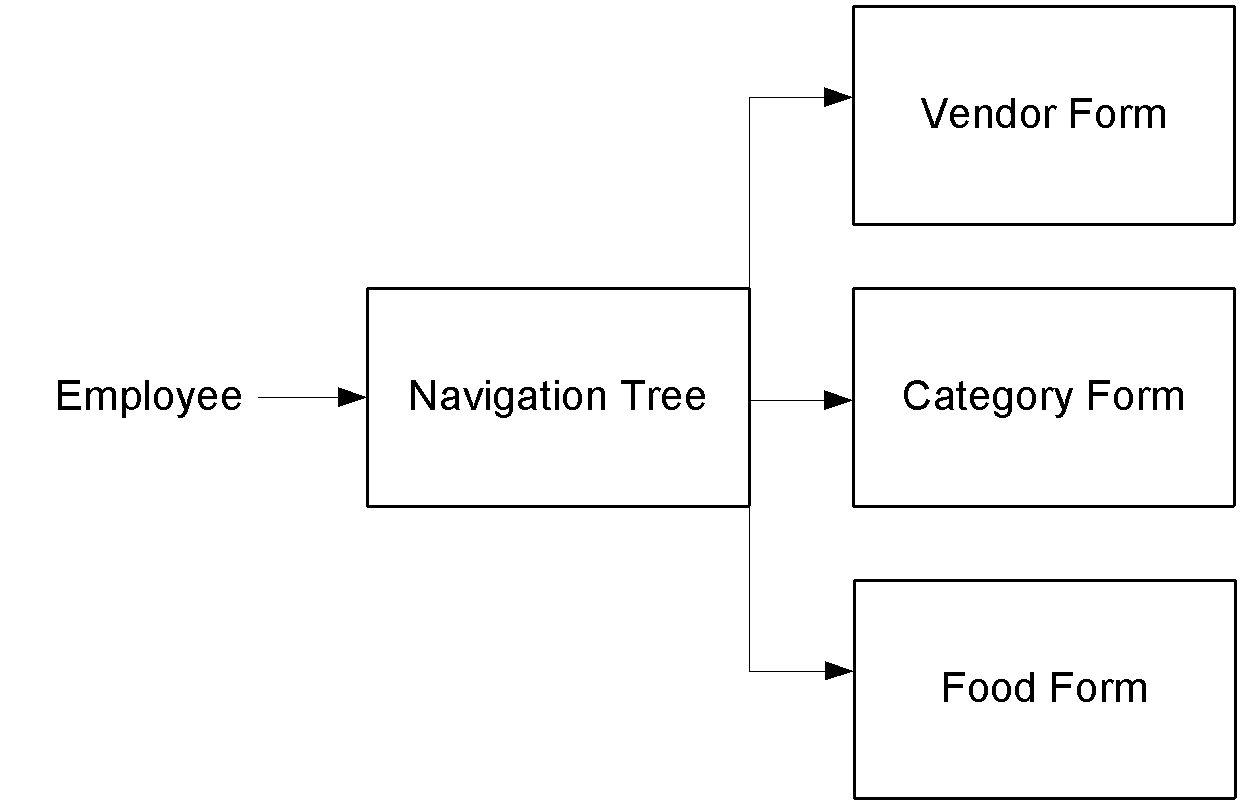 Vendor Form
Employee
Navigation Tree
Category Form
Food Form